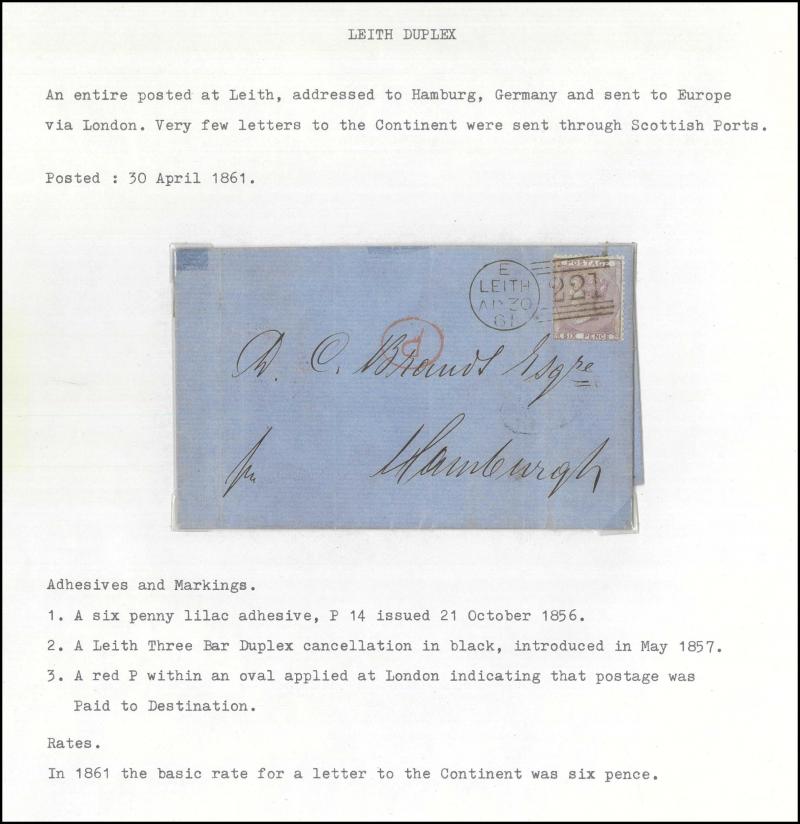 LEITH DUPLEX
An entire posted at Leith, addressed to Hamburg, Germany and sent to Europe
via London. Very few letters to the Continent were sent through Scottish Ports.
Posted : 30 April 1861.
E
LEITH
AP 30
61
221
POSTAGE
SIX PENCE
P
D. C. Brandt Esqre
Hamburgh
Adhesives and Markings.
1. A six penny lilac adhesive, P 14 issued 21 October 1856.
2. A Leith Three Bar Duplex cancellation in black, introduced in May 1857.
3. A red P within an oval applied at London indicating that postage was
Paid to Destination.
Rates.
In 1861 the basic rate for a letter to the Continent was six pence.